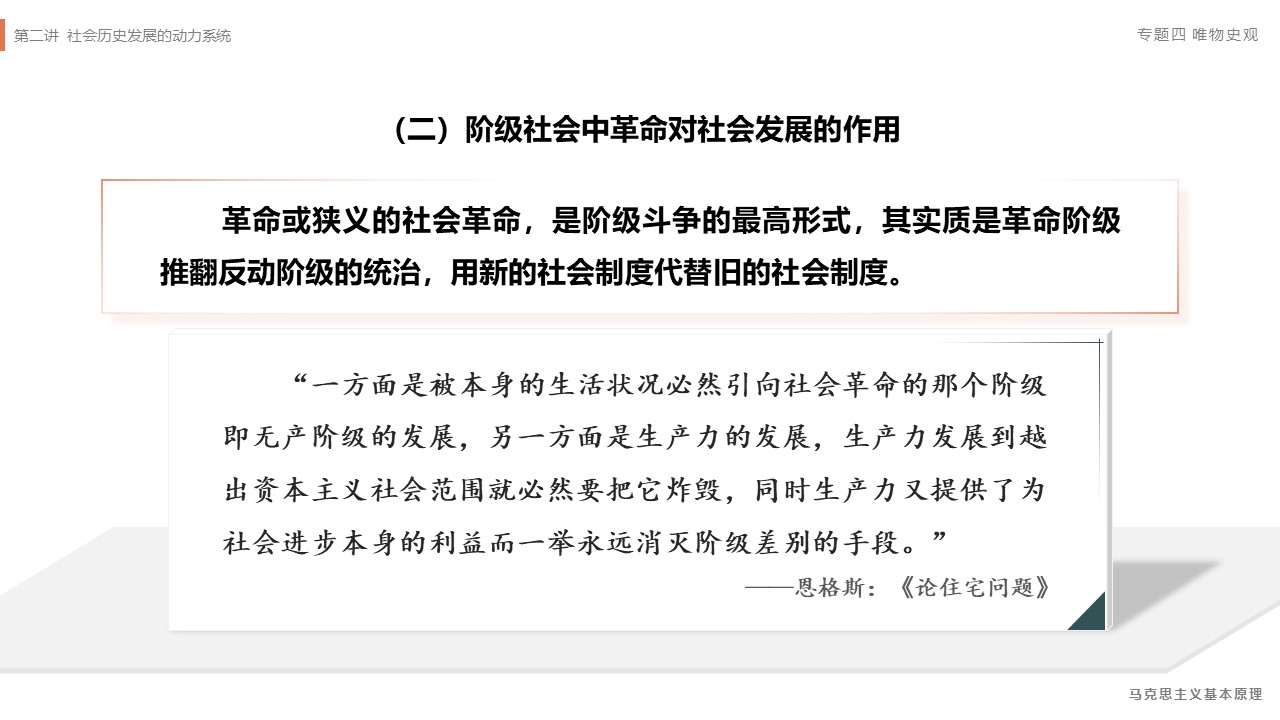 第二讲 社会历史发展的动力系统
专题四 唯物史观
（二）阶级社会中革命对社会发展的作用
革命或狭义的社会革命，是阶级斗争的最高形式，其实质是革命阶级
推翻反动阶级的统治，用新的社会制度代替旧的社会制度。
“一方面是被本身的生活状况必然引向社会革命的那个阶级
即无产阶级的发展，另一方面是生产力的发展，生产力发展到越
出资本主义社会范围就必然要把它炸毁，同时生产力又提供了为
社会进步本身的利益而一举永远消灭阶级差别的手段。”
——恩格斯：《论住宅问题》
马克思主义基本原理